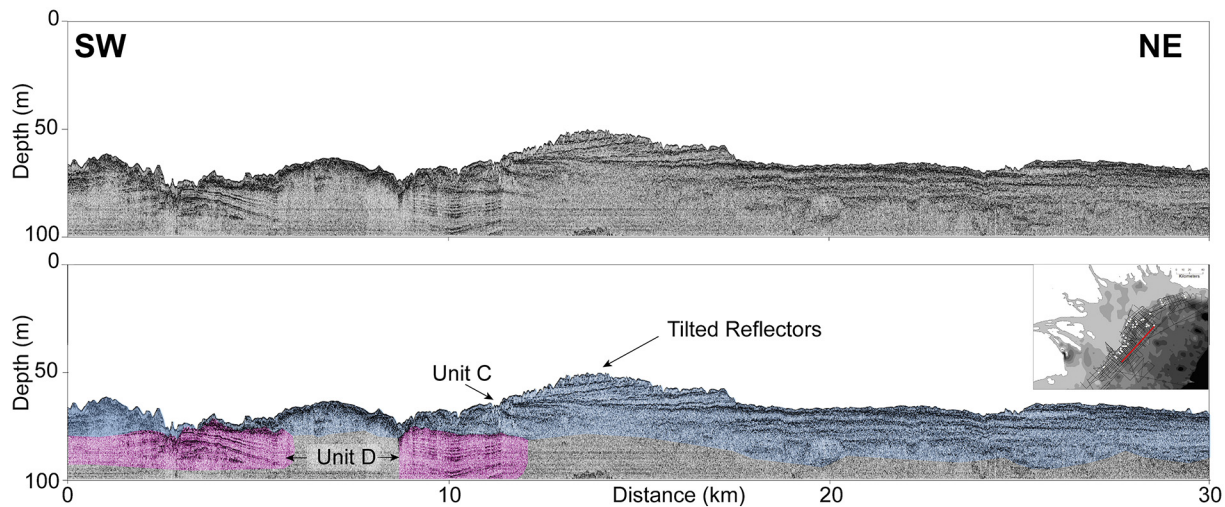 0
SW
NE
50
Depth (m)
100
0
Kilometers
Tilted Reflectors
50
Unit C
Depth (m)
Unit D
100
0
10
Distance (km)
20
30